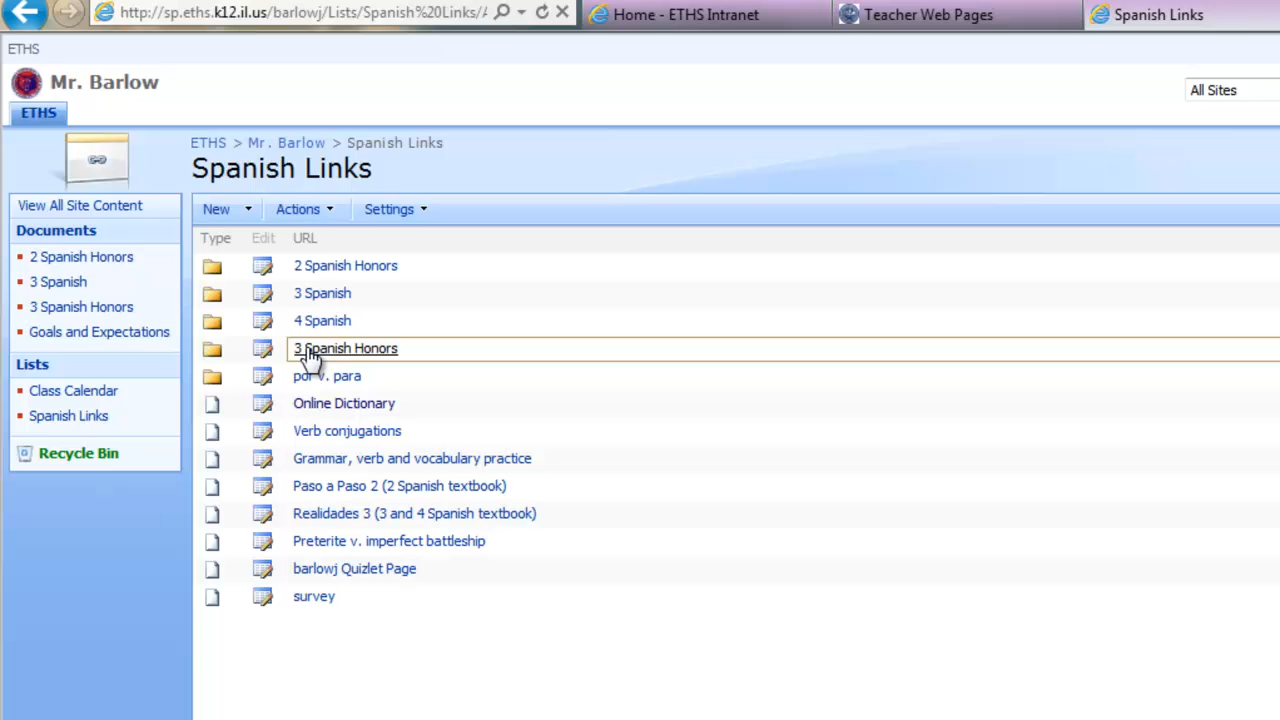 http://sp.eths.k12.il.us/barlowj/Lists/Spanish%20Links/
Home - ETHS Intranet
Teacher Web Pages
Spanish Links
ETHS
Mr. Barlow
All Sites
ETHS
ETHS > Mr. Barlow > Spanish Links
Spanish Links
View All Site Content
Documents
2 Spanish Honors
3 Spanish
3 Spanish Honors
Goals and Expectations
Lists
Class Calendar
Spanish Links
Recycle Bin
New Actions Settings
Type Edit URL
2 Spanish Honors
3 Spanish
4 Spanish
3 Spanish Honors
por v. para
Online Dictionary
Verb conjugations
Grammar, verb and vocabulary practice
Paso a Paso 2 (2 Spanish textbook)
Realidades 3 (3 and 4 Spanish textbook)
Preterite v. imperfect battleship
barlowj Quizlet Page
survey